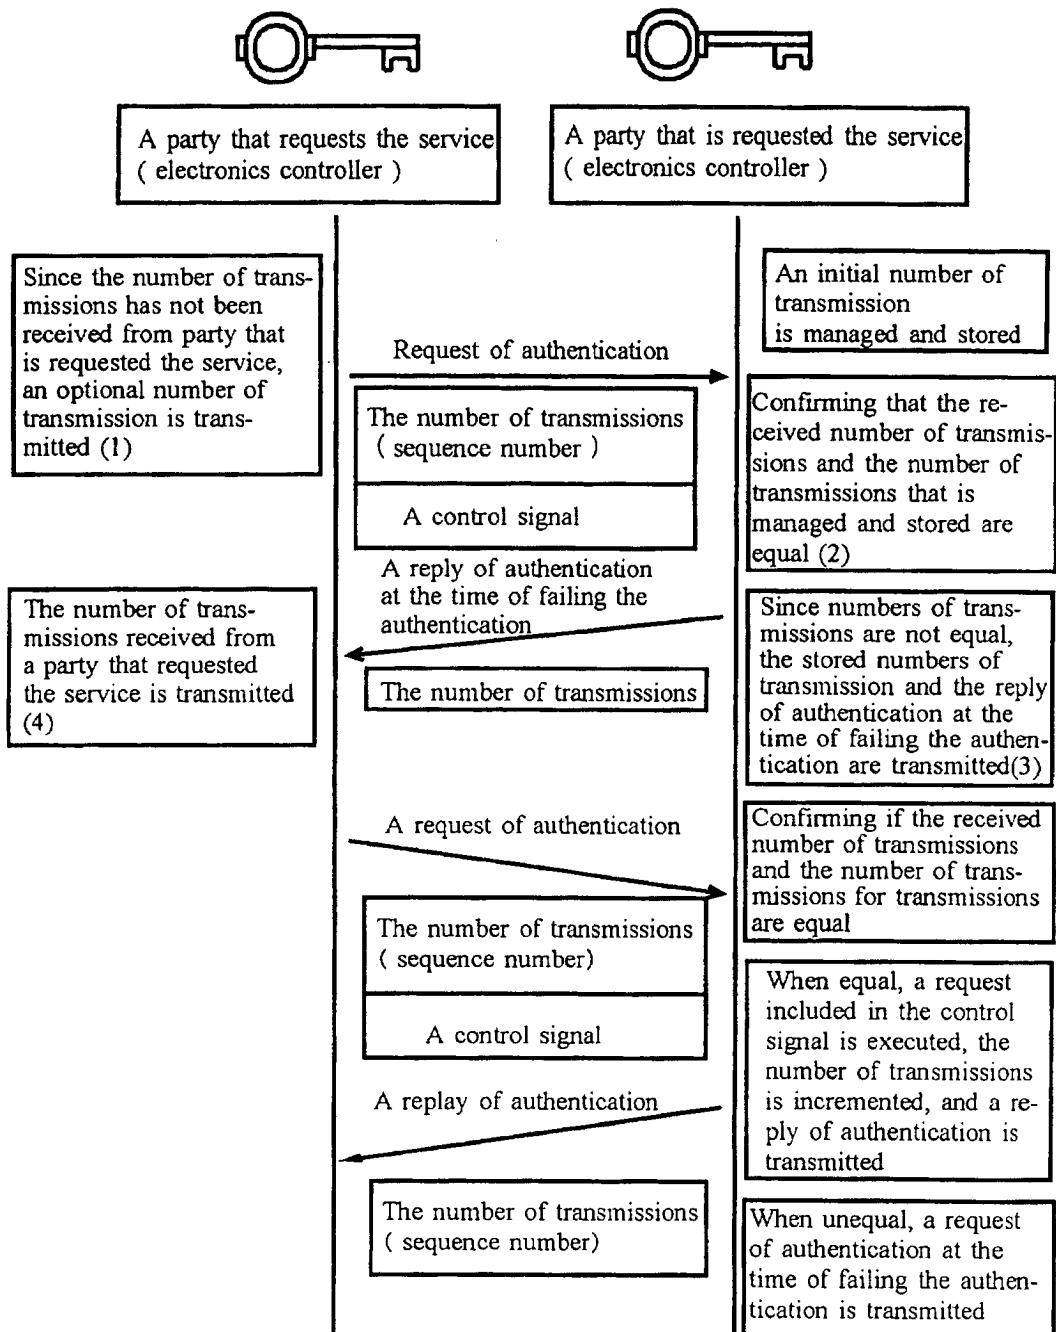 A party that requests the service
( electronics controller )
A party that is requested the service
( electronics controller )
Since the number of trans-
missions has not been
received from party that
is requested the service,
an optional number of
transmission is trans-
mitted (1)
An initial number of
transmission
is managed and stored
Request of authentication
The number of transmissions
( sequence number )
A control signal
Confirming that the re-
ceived number of transmis-
sions and the number of
transmissions that is
managed and stored are
equal (2)
A reply of authentication
at the time of failing the
authentication
The number of trans-
missions received from
a party that requested
the service is transmitted
(4)
The number of transmissions
Since numbers of trans-
missions are not equal,
the stored numbers of
transmission and the reply
of authentication at the
time of failing the authen-
tication are transmitted(3)
A request of authentication
Confirming if the received
number of transmissions
and the number of trans-
missions for transmissions
are equal
The number of transmissions
( sequence number)
A control signal
When equal, a request
included in the control
signal is executed, the
number of transmissions
is incremented, and a re-
ply of authentication is
transmitted
A replay of authentication
The number of transmissions
( sequence number)
When unequal, a request
of authentication at the
time of failing the authen-
tication is transmitted